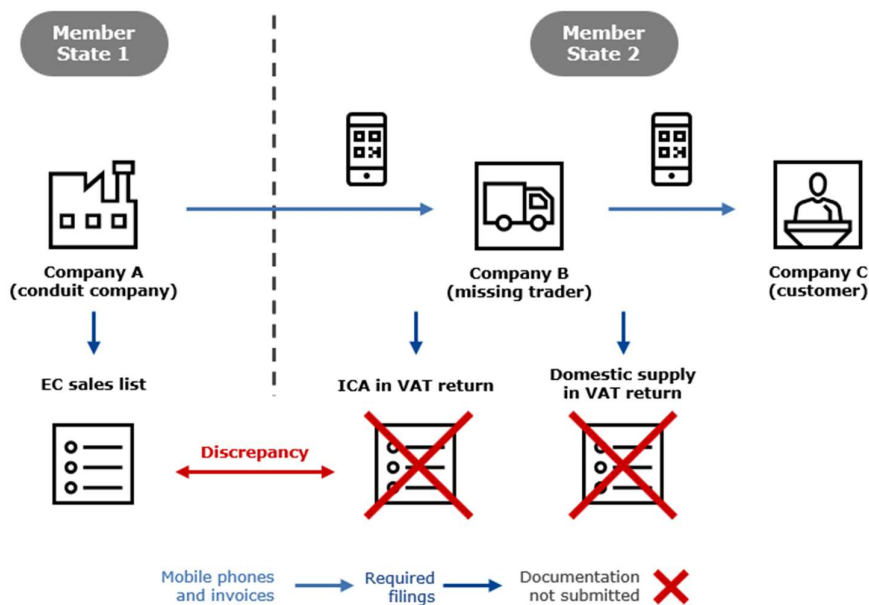 Member
State 1
Member
State 2
Company A
(conduit company)
Company B
(missing trader)
Company C
(customer)
EC sales list
ICA in VAT return
Domestic supply
in VAT return
Discrepancy
Mobile phones
and invoices
Required
filings
Documentation
not submitted